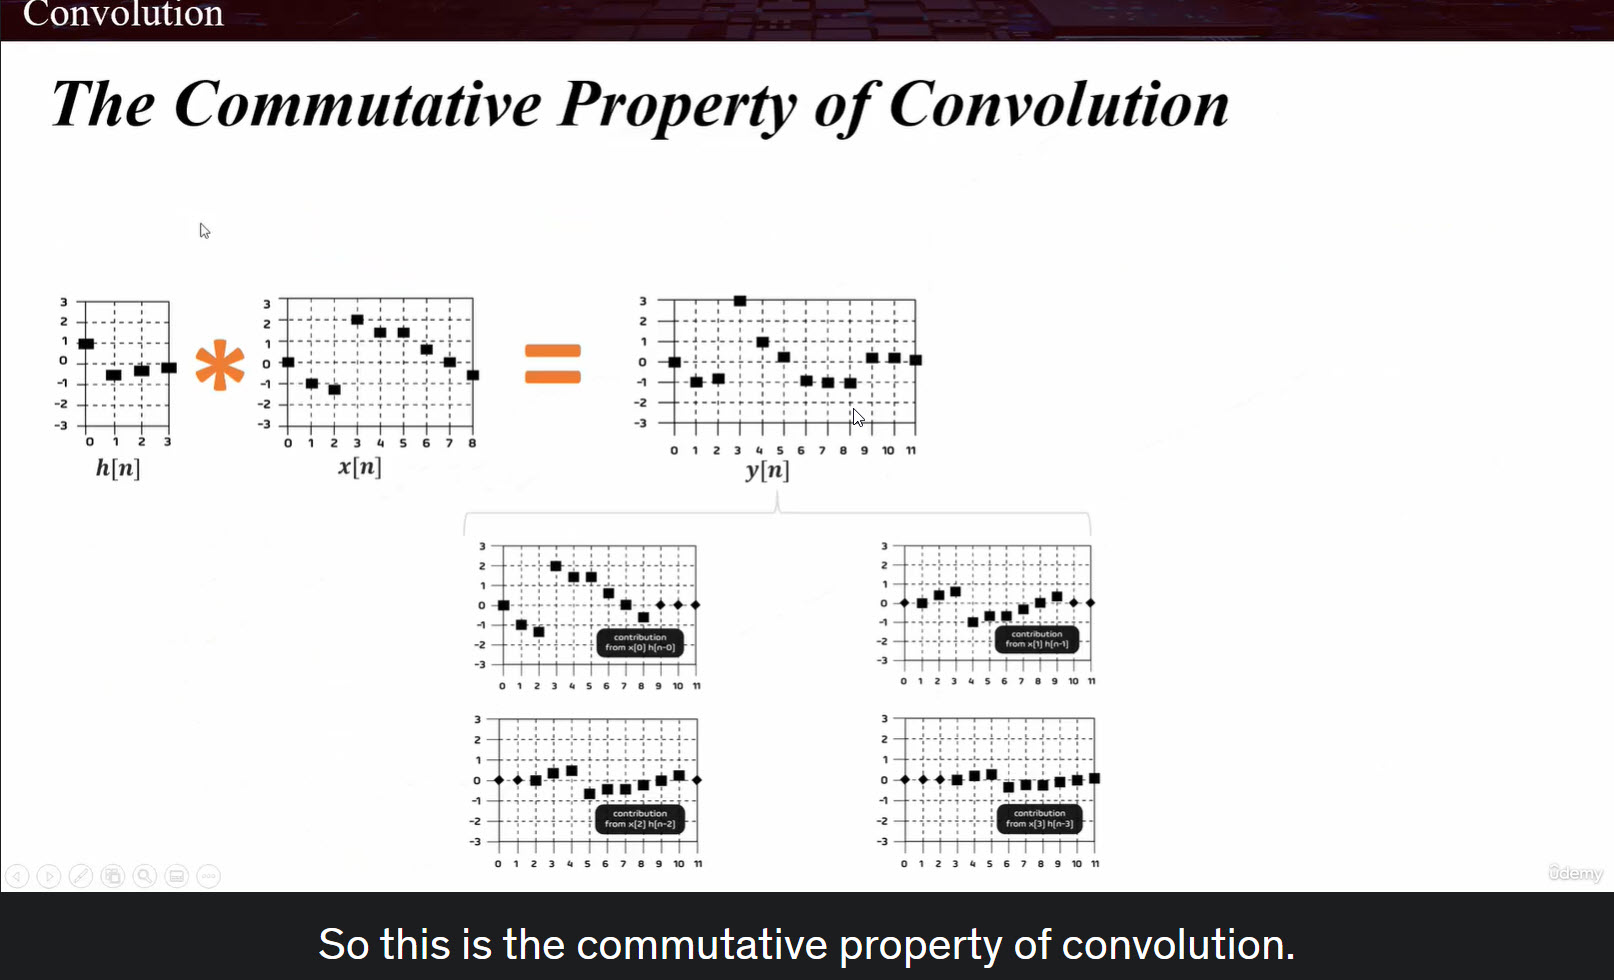 Convolution
The Commutative Property of Convolution
3
2
1
0
-1
-2
-3
0 1 2 3
h[n]
*
3
2
1
0
-1
-2
-3
0 1 2 3 4 5 6 7 8
x[n]
=
3
2
1
0
-1
-2
-3
0 1 2 3 4 5 6 7 8 9 10 11
y[n]
3
2
1
0
-1
-2
-3
contribution
from x[0] h[n-0]
0 1 2 3 4 5 6 7 8 9 10 11
3
2
1
0
-1
-2
-3
contribution
from x[1] h[n-1]
0 1 2 3 4 5 6 7 8 9 10 11
3
2
1
0
-1
-2
-3
contribution
from x[2] h[n-2]
0 1 2 3 4 5 6 7 8 9 10 11
3
2
1
0
-1
-2
-3
contribution
from x[3] h[n-3]
0 1 2 3 4 5 6 7 8 9 10 11
ûdemy
So this is the commutative property of convolution.